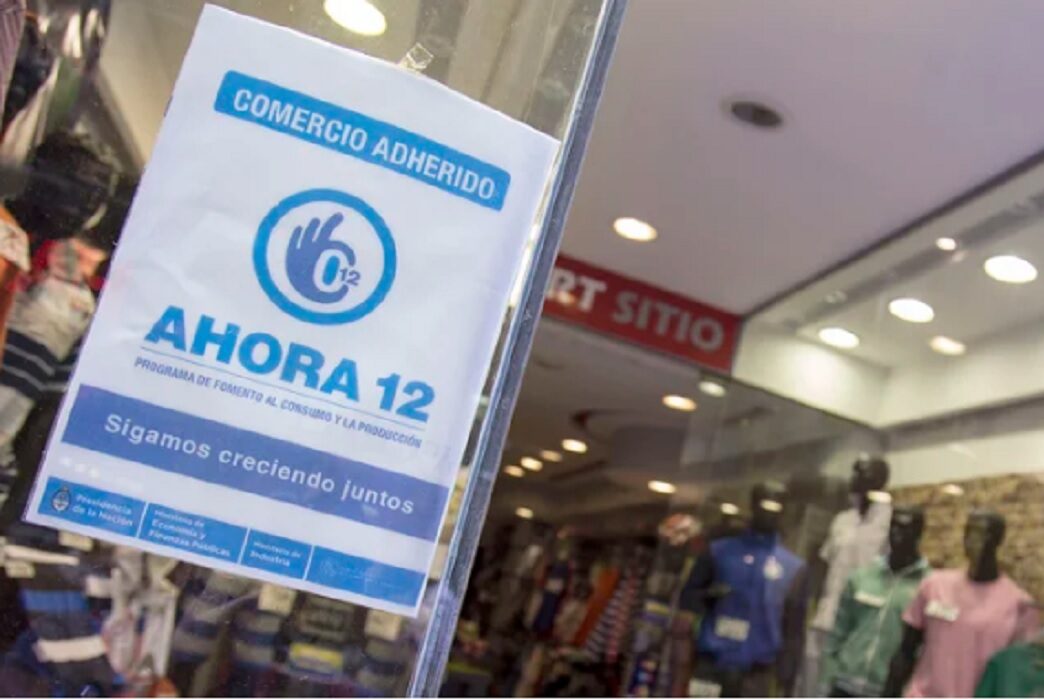 COMERCIO ADHERIDO
12
AHORA 12
PROGRAMA DE FOMENTO AL CONSUMO Y LA PRODUCCIÓN
Sigamos creciendo juntos
Presidencia
de la Nación
Ministerio de
Economía y
Finanzas Públicas
Ministerio de
Industria
RT SITIO